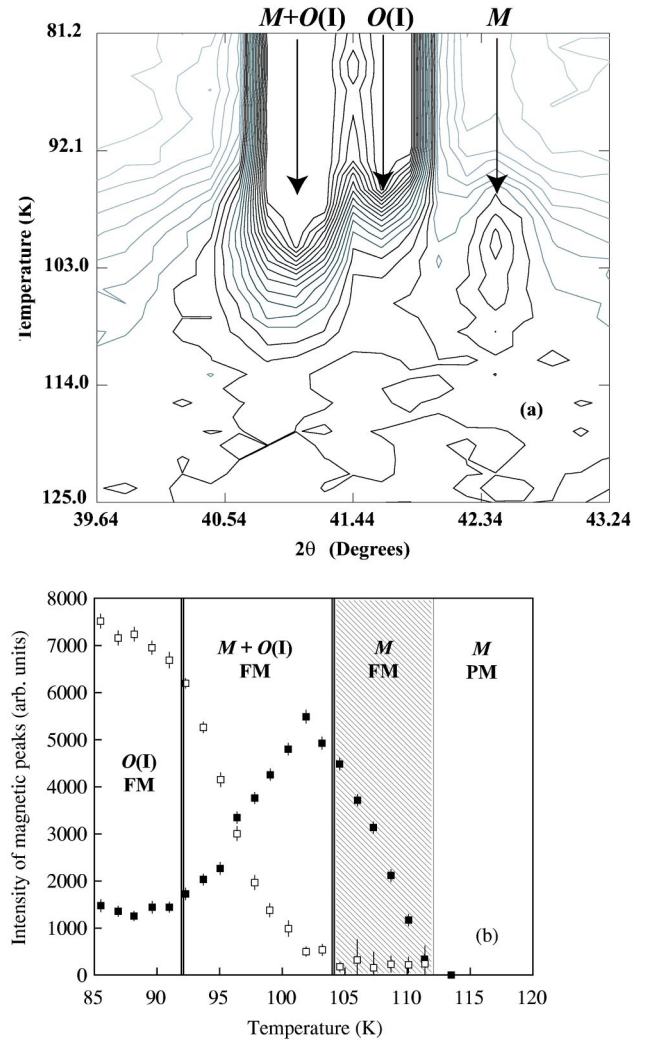 M+O(I) O(I) M
81.2
92.1
103.0
114.0
125.0
Temperature (K)
(a)
39.64 40.54 41.44 42.34 43.24
2θ (Degrees)
8000
7000
6000
5000
4000
3000
2000
1000
0
Intensity of magnetic peaks (arb. units)
M + O(I) M M
FM FM PM
O(I)
FM
(b)
85 90 95 100 105 110 115 120
Temperature (K)